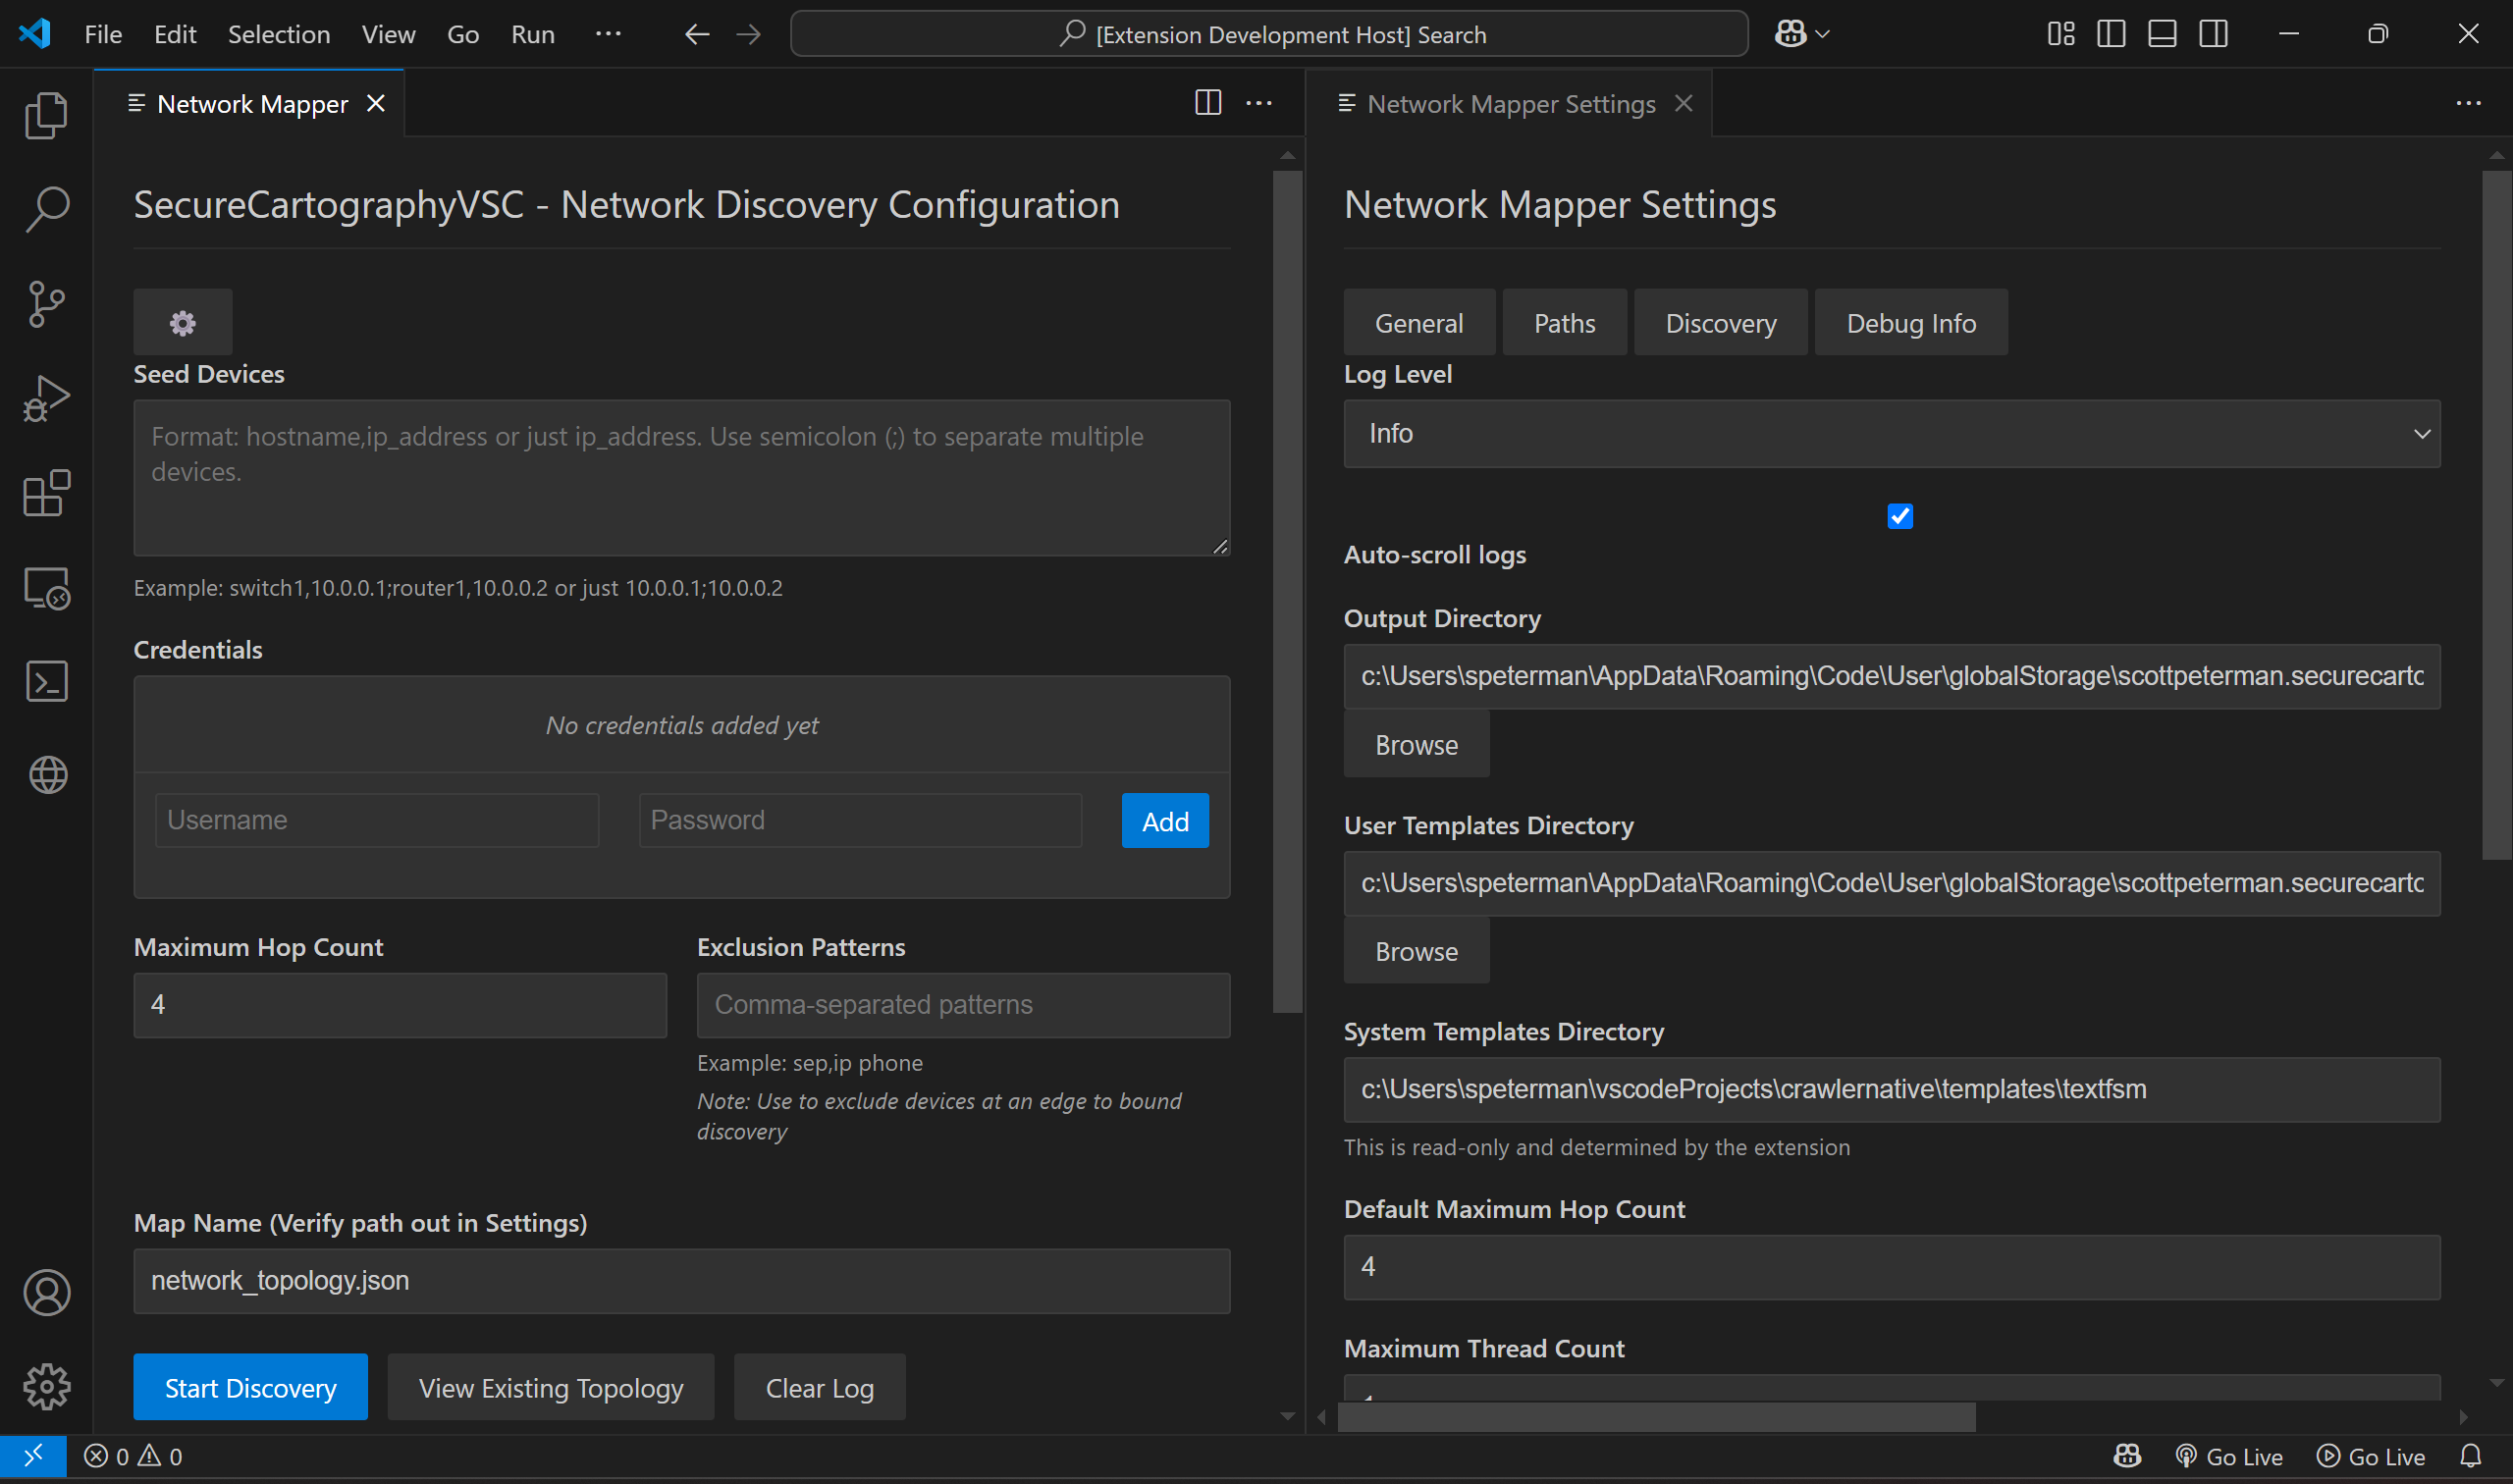 File Edit Selection View Go Run ··· [Extension Development Host] Search
Network Mapper
SecureCartographyVSC - Network Discovery Configuration
Seed Devices
Format: hostname,ip_address or just ip_address. Use semicolon (;) to separate multiple
devices.
Example: switch1,10.0.0.1;router1,10.0.0.2 or just 10.0.0.1;10.0.0.2
Credentials
No credentials added yet
Username Password Add
Maximum Hop Count
4
Exclusion Patterns
Comma-separated patterns
Example: sep,ip phone
Note: Use to exclude devices at an edge to bound
discovery
Map Name (Verify path out in Settings)
network_topology.json
Start Discovery View Existing Topology Clear Log
Network Mapper Settings
Network Mapper Settings
General Paths Discovery Debug Info
Log Level
Info
Auto-scroll logs
Output Directory
c:\Users\speterman\AppData\Roaming\Code\User\globalStorage\scottpeterman.securecartc
Browse
User Templates Directory
c:\Users\speterman\AppData\Roaming\Code\User\globalStorage\scottpeterman.securecartc
Browse
System Templates Directory
c:\Users\speterman\vscodeProjects\crawlernative\templates\textfsm
This is read-only and determined by the extension
Default Maximum Hop Count
4
Maximum Thread Count
0 0 Go Live Go Live